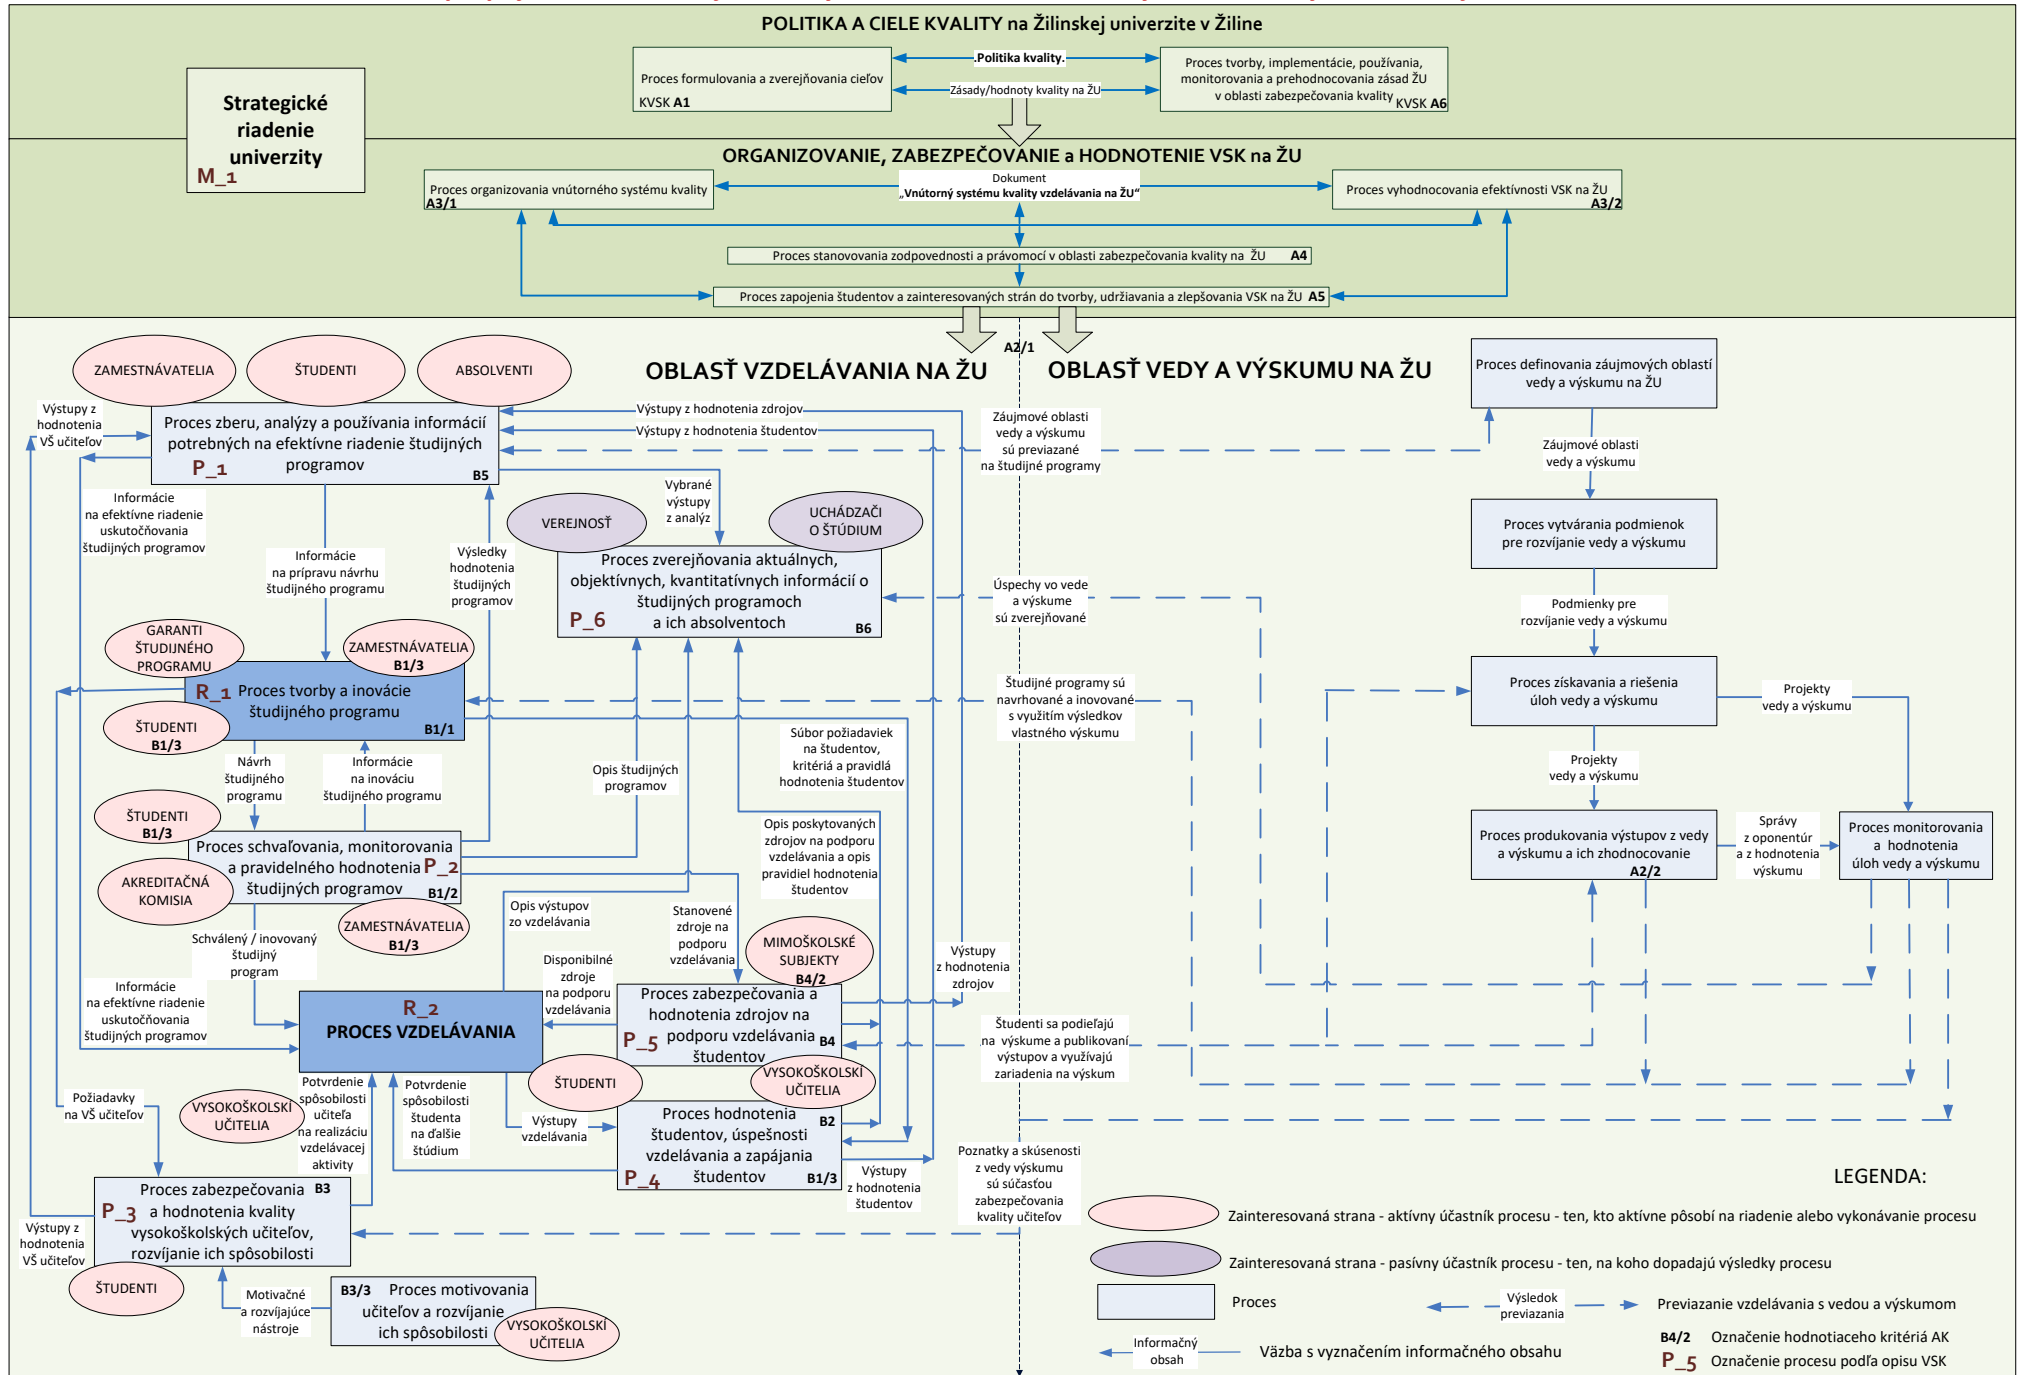 POLITIKA A CIELE KVALITY na Žilinskej univerzite v Žiline
Strategické
riadenie
univerzity
M_1
Proces formulovania a zverejňovania cieľov
KVSK A1
.Politika kvality.
Zásady/hodnoty kvality na ŽU
Proces tvorby, implementácie, používania,
monitorovania a prehodnocovania zásad ŽU
v oblasti zabezpečovania kvality
KVSK A6
ORGANIZOVANIE, ZABEZPEČOVANIE a HODNOTENIE VSK na ŽU
Proces organizovania vnútorného systému kvality
A3/1
Dokument
„Vnútorný systému kvality vzdelávania na ŽU“
Proces vyhodnocovania efektívnosti VSK na ŽU
A3/2
Proces stanovovania zodpovednosti a právomocí v oblasti zabezpečovania kvality na ŽU A4
Proces zapojenia študentov a zainteresovaných strán do tvorby, udržiavania a zlepšovania VSK na ŽU A5
A2/1
OBLASŤ VZDELÁVANIA NA ŽU
OBLASŤ VEDY A VÝSKUMU NA ŽU
ZAMESTNÁVATELIA
ŠTUDENTI
ABSOLVENTI
Výstupy z
hodnotenia
VŠ učiteľov
Proces zberu, analýzy a používania informácií
potrebných na efektívne riadenie študijných
programov
P_1
B5
Výstupy z hodnotenia zdrojov
Výstupy z hodnotenia študentov
Záujmové oblasti
vedy a výskumu
sú previazané
na študijné programy
Proces definovania záujmových oblastí
vedy a výskumu na ŽU
Záujmové oblasti
vedy a výskumu
Informácie
na efektívne riadenie
uskutočňovania
študijných programov
Informácie
na prípravu návrhu
študijného programu
Výsledky
hodnotenia
študijných
programov
Vybrané
výstupy
z analýz
VEREJNOSŤ
UCHÁDZAČI
O ŠTÚDIUM
Proces zverejňovania aktuálnych,
objektívnych, kvantitatívnych informácií o
študijných programoch
a ich absolventoch
P_6
B6
Úspechy vo vede
a výskume
sú zverejňované
Proces vytvárania podmienok
pre rozvíjanie vedy a výskumu
Podmienky pre
rozvíjanie vedy a výskumu
GARANTI
ŠTUDIJNÉHO
PROGRAMU
ZAMESTNÁVATELIA
B1/3
R_1
Proces tvorby a inovácie
študijného programu
B1/1
ŠTUDENTI
B1/3
Študijné programy sú
navrhované a inovované
s využitím výsledkov
vlastného výskumu
Proces získavania a riešenia
úloh vedy a výskumu
Projekty
vedy a výskumu
Projekty
vedy a výskumu
Návrh
študijného
programu
Informácie
na inováciu
študijného programu
Opis študijných
programov
Súbor požiadaviek
na študentov,
kritériá a pravidlá
hodnotenia študentov
ŠTUDENTI
B1/3
Proces schvaľovania, monitorovania
a pravidelného hodnotenia
študijných programov
P_2
B1/2
AKREDITAČNÁ
KOMISIA
ZAMESTNÁVATELIA
B1/3
Opis poskytovaných
zdrojov na podporu
vzdelávania a opis
pravidiel hodnotenia
študentov
Proces produkovania výstupov z vedy
a výskumu a ich zhodnocovanie
A2/2
Správy
z oponentúr
a z hodnotenia
výskumu
Proces monitorovania
a hodnotenia
úloh vedy a výskumu
Schválený / inovovaný
študijný
program
Opis výstupov
zo vzdelávania
Stanovené
zdroje na
podporu
vzdelávania
MIMOŠKOLSKÉ
SUBJEKTY
B4/2
Výstupy
z hodnotenia
zdrojov
Informácie
na efektívne riadenie
uskutočňovania
študijných programov
Disponibilné
zdroje
na podporu
vzdelávania
R_2
PROCES VZDELÁVANIA
Proces zabezpečovania a
hodnotenia zdrojov na
podporu vzdelávania
študentov
P_5
B4
Študenti sa podieľajú
na výskume a publikovaní
výstupov a využívajú
zariadenia na výskum
ŠTUDENTI
VYSOKOŠKOLSKÍ
UČITELIA
Požiadavky
na VŠ učiteľov
VYSOKOŠKOLSKÍ
UČITELIA
Potvrdenie
spôsobilosti
učiteľa
na realizáciu
vzdelávacej
aktivity
Potvrdenie
spôsobilosti
študenta
na ďalšie
štúdium
Výstupy
vzdelávania
Proces hodnotenia
študentov, úspešnosti
vzdelávania a zapájania
študentov
B2
P_4
B1/3
Výstupy
z hodnotenia
študentov
Poznatky a skúsenosti
z vedy výskumu
sú súčasťou
zabezpečovania
kvality učiteľov
Proces zabezpečovania
a hodnotenia kvality
vysokoškolských učiteľov,
rozvíjanie ich spôsobilosti
B3
P_3
Výstupy z
hodnotenia
VŠ učiteľov
ŠTUDENTI
Motivačné
a rozvíjajúce
nástroje
B3/3 Proces motivovania
učiteľov a rozvíjanie
ich spôsobilosti
VYSOKOŠKOLSKÍ
UČITELIA
LEGENDA:
Zainteresovaná strana - aktívny účastník procesu - ten, kto aktívne pôsobí na riadenie alebo vykonávanie procesu
Zainteresovaná strana - pasívny účastník procesu - ten, na koho dopadajú výsledky procesu
Proces
Výsledok
previazania
Previazanie vzdelávania s vedou a výskumom
Informačný
obsah
Väzba s vyznačením informačného obsahu
B4/2 Označenie hodnotiaceho kritériá AK
P_5 Označenie procesu podľa opisu VSK